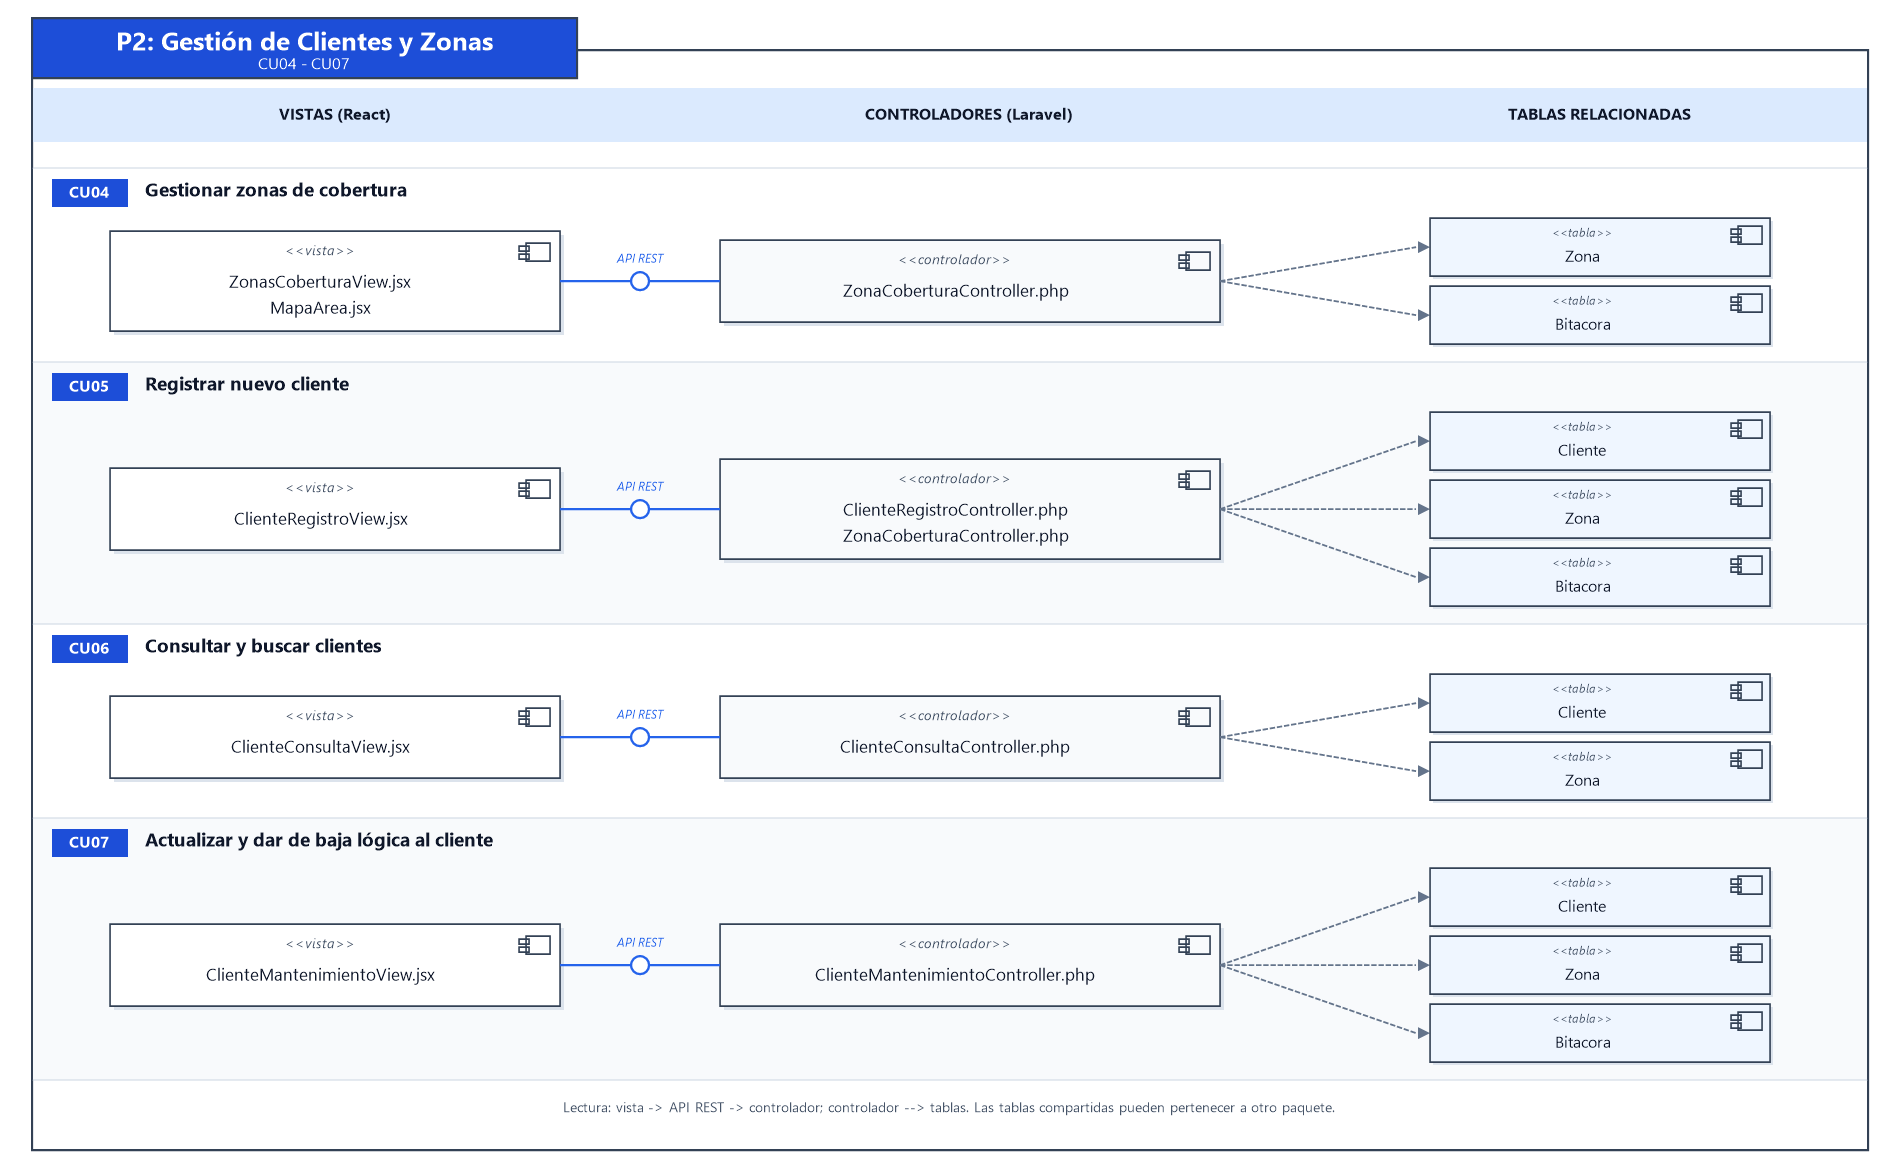 P2: Gestión de Clientes y Zonas
CU04 - CU07
VISTAS (React)
CONTROLADORES (Laravel)
TABLAS RELACIONADAS
CU04
Gestionar zonas de cobertura
<<vista>>
ZonasCoberturaView.jsx
MapaArea.jsx
API REST
<<controlador>>
ZonaCoberturaController.php
<<tabla>>
Zona
<<tabla>>
Bitacora
CU05
Registrar nuevo cliente
<<vista>>
ClienteRegistroView.jsx
API REST
<<controlador>>
ClienteRegistroController.php
ZonaCoberturaController.php
<<tabla>>
Cliente
<<tabla>>
Zona
<<tabla>>
Bitacora
CU06
Consultar y buscar clientes
<<vista>>
ClienteConsultaView.jsx
API REST
<<controlador>>
ClienteConsultaController.php
<<tabla>>
Cliente
<<tabla>>
Zona
CU07
Actualizar y dar de baja lógica al cliente
<<vista>>
ClienteMantenimientoView.jsx
API REST
<<controlador>>
ClienteMantenimientoController.php
<<tabla>>
Cliente
<<tabla>>
Zona
<<tabla>>
Bitacora
Lectura: vista -> API REST -> controlador; controlador --> tablas. Las tablas compartidas pueden pertenecer a otro paquete.